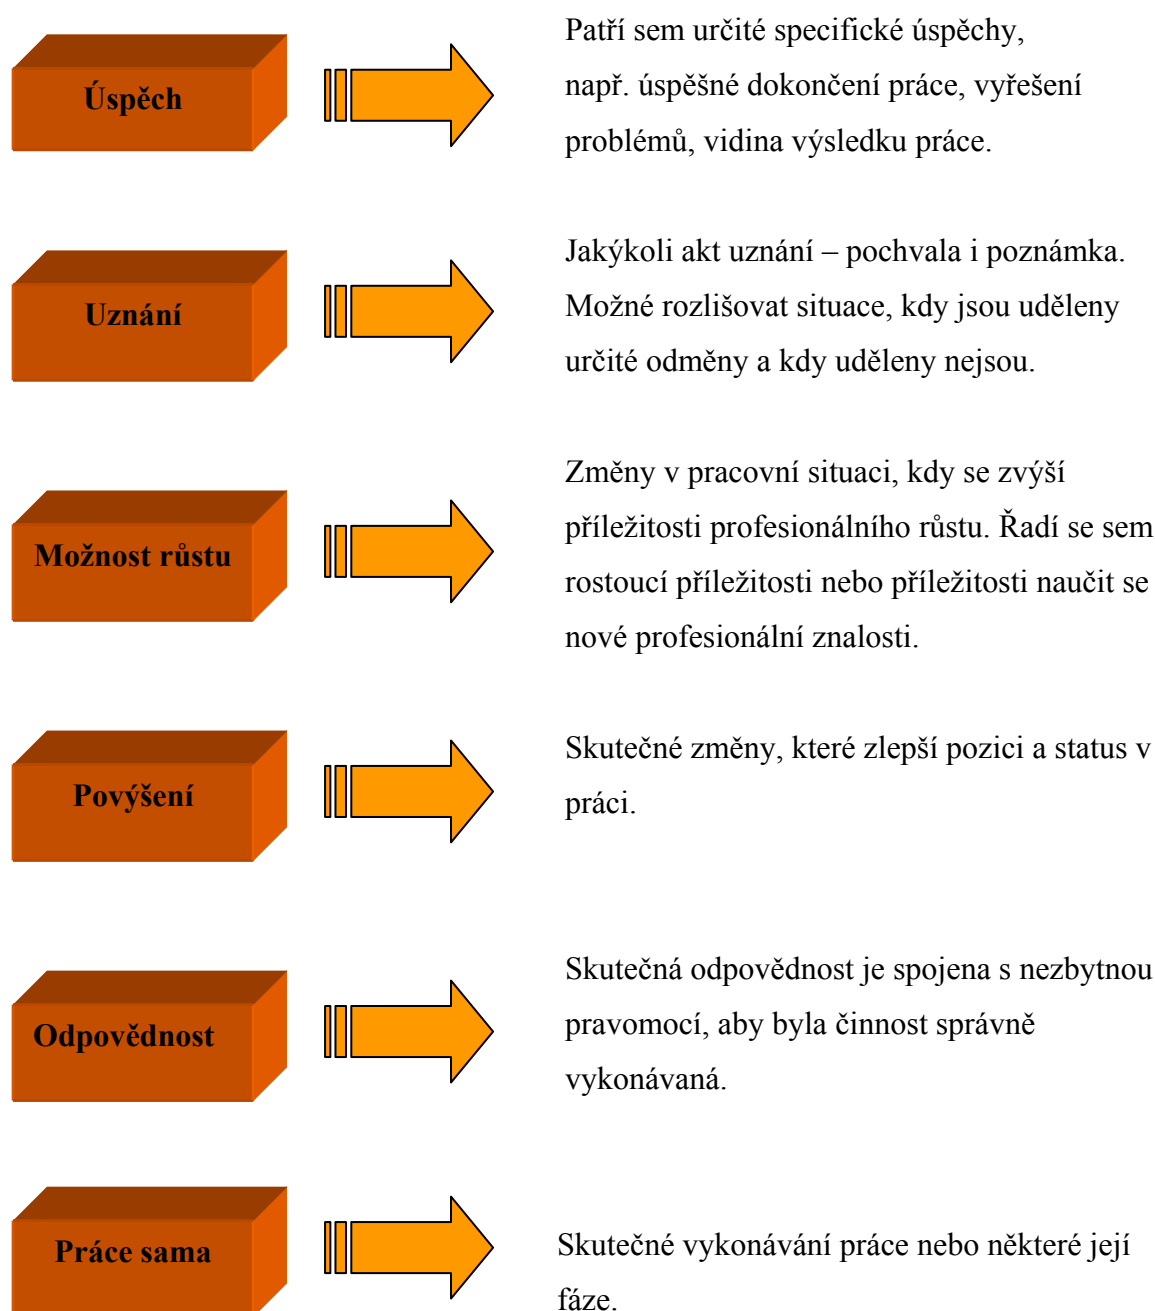 Úspěch
Patří sem určité specifické úspěchy,
např. úspěšné dokončení práce, vyřešení
problémů, vidina výsledku práce.
Uznání
Jakýkoli akt uznání – pochvala i poznámka.
Možné rozlišovat situace, kdy jsou uděleny
určité odměny a kdy uděleny nejsou.
Možnost růstu
Změny v pracovní situaci, kdy se zvýší
příležitosti profesionálního růstu. Řadí se sem
rostoucí příležitosti nebo příležitosti naučit se
nové profesionální znalosti.
Povýšení
Skutečné změny, které zlepší pozici a status v
práci.
Odpovědnost
Skutečná odpovědnost je spojena s nezbytnou
pravomocí, aby byla činnost správně
vykonávaná.
Práce sama
Skutečné vykonávání práce nebo některé její
fáze.